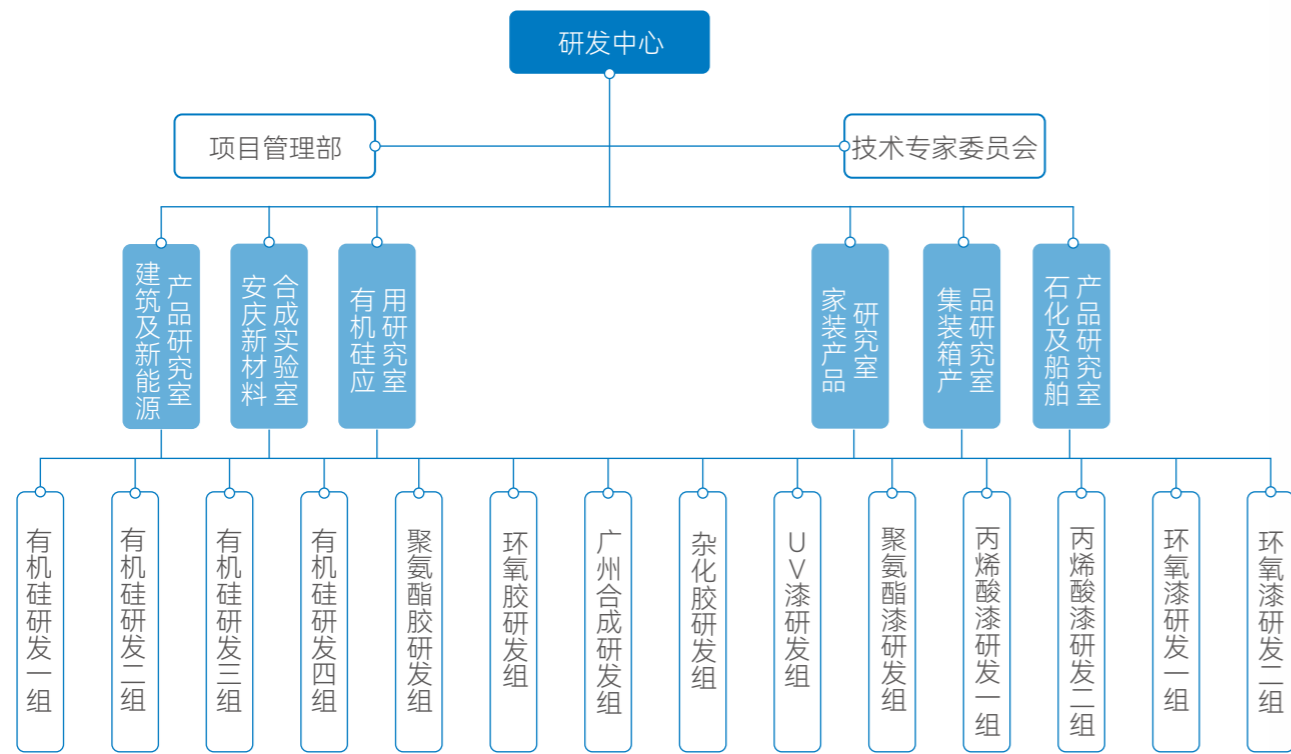 研发中心
项目管理部
技术专家委员会
建筑及新能源
产品研究室
安庆新材料
合成实验室
有机硅应
用研究室
家装产品
研究室
集装箱产
品研究室
石化及船舶
产品研究室
有机硅研发一组
有机硅研发二组
有机硅研发三组
有机硅研发四组
聚氨酯胶研发组
环氧胶研发组
广州合成研发组
杂化胶研发组
UV漆研发组
聚氨酯漆研发组
丙烯酸漆研发一组
丙烯酸漆研发二组
环氧漆研发一组
环氧漆研发二组